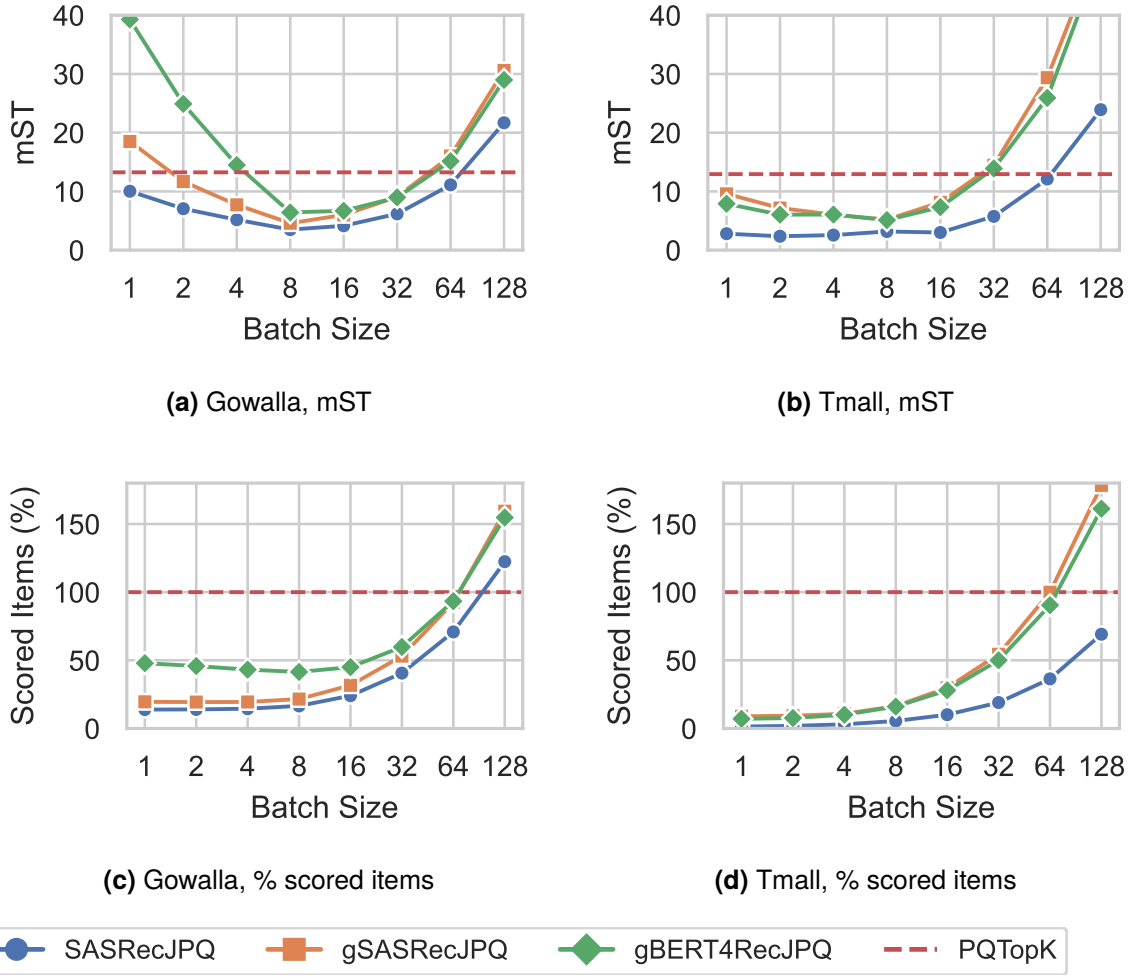 40
30
20
10
0
mST
1 2 4 8 16 32 64 128
Batch Size
(a) Gowalla, mST
40
30
20
10
0
mST
1 2 4 8 16 32 64 128
Batch Size
(b) Tmall, mST
150
100
50
0
Scored Items (%)
1 2 4 8 16 32 64 128
Batch Size
(c) Gowalla, % scored items
150
100
50
0
Scored Items (%)
1 2 4 8 16 32 64 128
Batch Size
(d) Tmall, % scored items
SASRecJPQ gSASRecJPQ gBERT4RecJPQ PQTopK